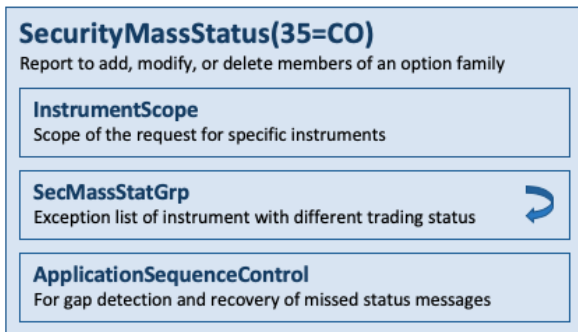 SecurityMassStatus(35=CO)
Report to add, modify, or delete members of an option family
InstrumentScope
Scope of the request for specific instruments
SecMassStatGrp
Exception list of instrument with different trading status
ApplicationSequenceControl
For gap detection and recovery of missed status messages